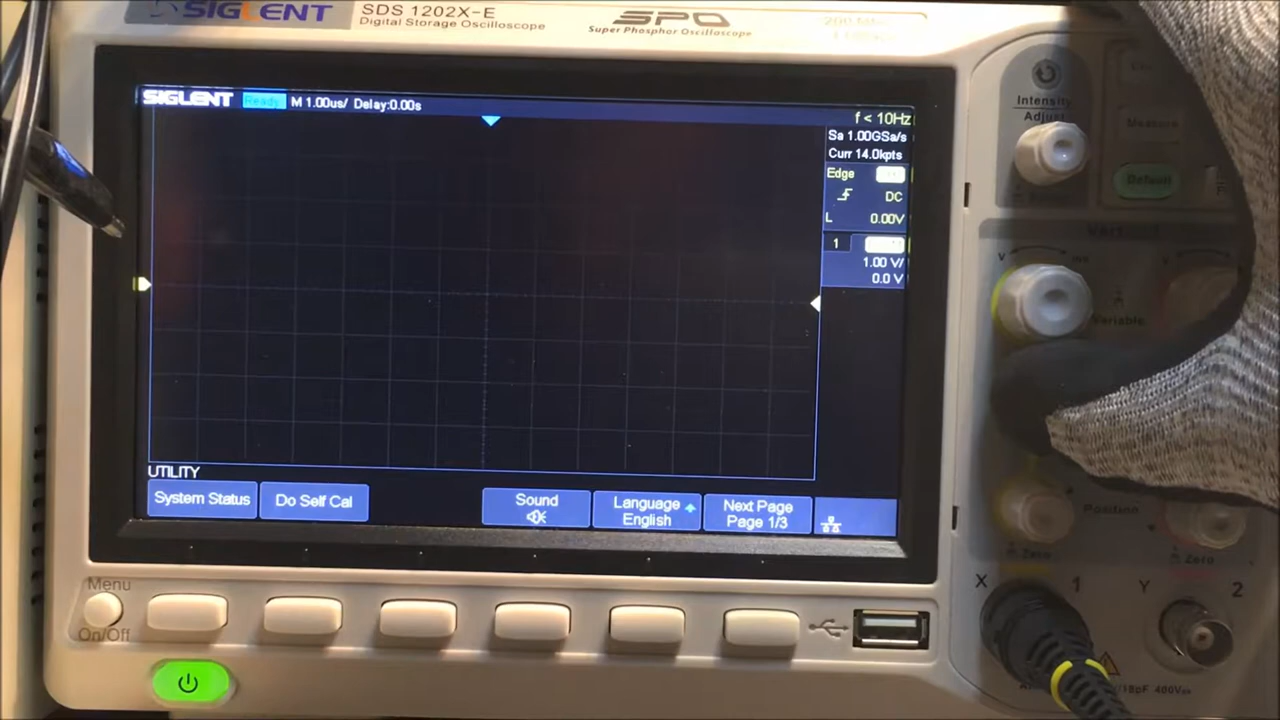 SIGLENT
SDS 1202X-E
Digital Storage Oscilloscope
SPO
Super Phosphor Oscilloscope
SIGLENT Ready M 1.00us/ Delay:0.00s
f < 10Hz
Sa 1.00GSa/s
Curr 14.0kpts
Edge
DC
L 0.00V
1
1.00 V/
0.0 V
UTILITY
System Status
Do Self Cal
Sound
Language
English
Next Page
Page 1/3
Intensity
Adjust
Measure
Default
V
mV
Variable
Position
Zero
Zero
Menu
On/Off
X
1
Y
2
/18pF 400Vpk